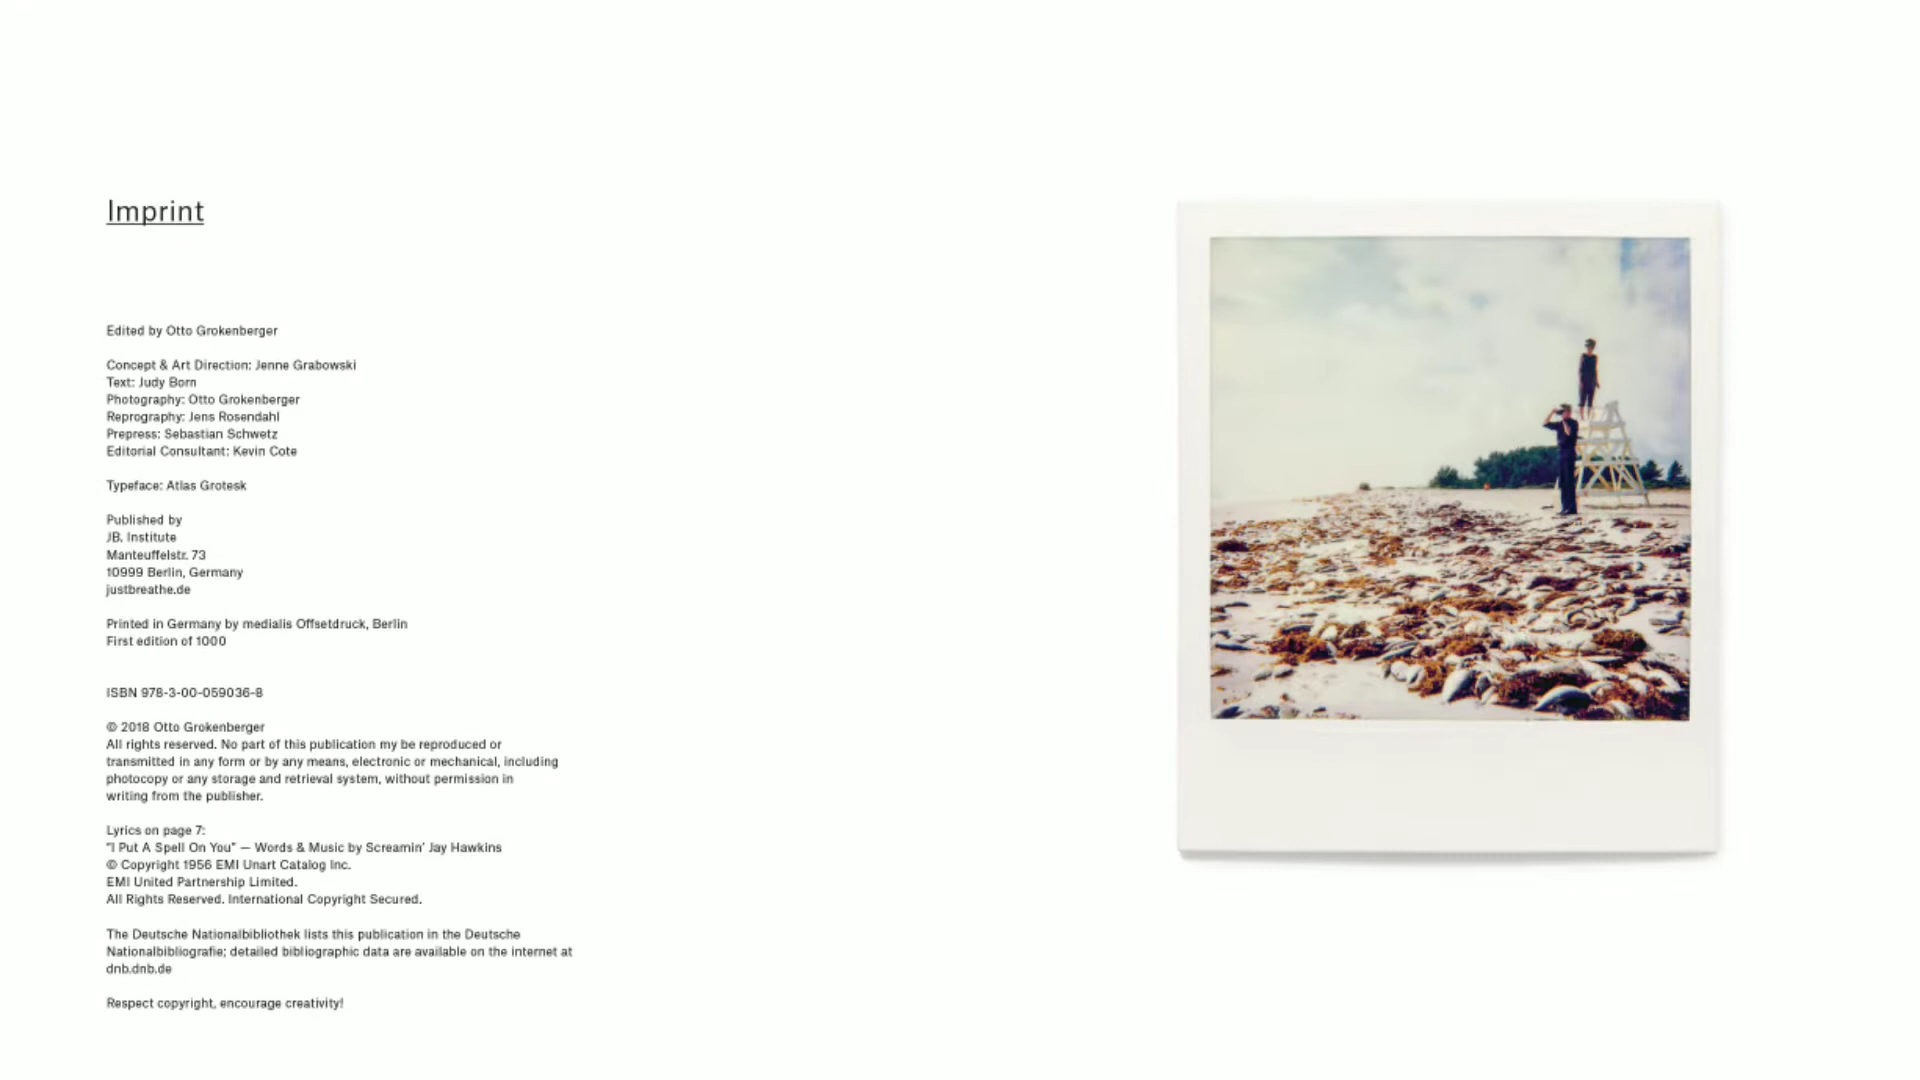 Imprint
Edited by Otto Grokenberger
Concept & Art Direction: Jenne Grabowski
Text: Judy Born
Photography: Otto Grokenberger
Reprography: Jens Rosendahl
Prepress: Sebastian Schwetz
Editorial Consultant: Kevin Cote
Typeface: Atlas Grotesk
Published by
JB. Institute
Manteuffelstr. 73
10999 Berlin, Germany
justbreathe.de
Printed in Germany by medialis Offsetdruck, Berlin
First edition of 1000
ISBN 978-3-00-059036-8
© 2018 Otto Grokenberger
All rights reserved. No part of this publication my be reproduced or
transmitted in any form or by any means, electronic or mechanical, including
photocopy or any storage and retrieval system, without permission in
writing from the publisher.
Lyrics on page 7:
"I Put A Spell On You" — Words & Music by Screamin' Jay Hawkins
© Copyright 1956 EMI Unart Catalog Inc.
EMI United Partnership Limited.
All Rights Reserved. International Copyright Secured.
The Deutsche Nationalbibliothek lists this publication in the Deutsche
Nationalbibliografie; detailed bibliographic data are available on the internet at
dnb.dnb.de
Respect copyright, encourage creativity!